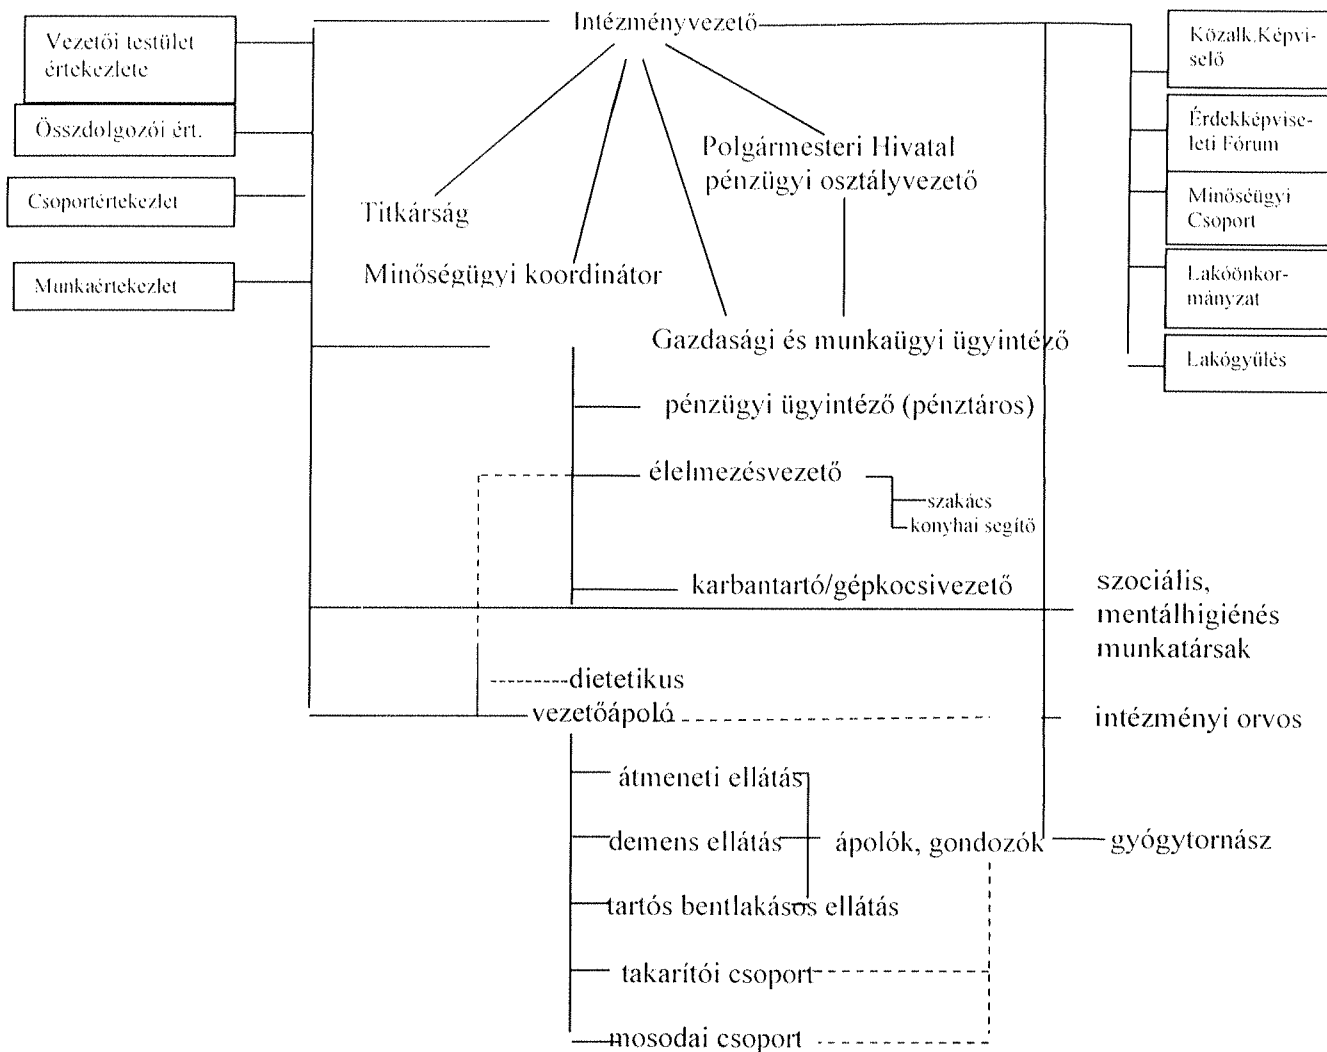 Intézményvezető
Vezetői testület
értekezlete
Összdolgozói ért.
Csoportértekezlet
Munkaértekezlet
Közalk.Képvi-
selő
Érdekképvise-
leti Fórum
Minőséügyi
Csoport
Lakóönkor-
mányzat
Lakógyűlés
Polgármesteri Hivatal
pénzügyi osztályvezető
Titkárság
Minőségügyi koordinátor
Gazdasági és munkaügyi ügyintéző
pénzügyi ügyintéző (pénztáros)
élelmezésvezető
szakács
konyhai segítő
karbantartó/gépkocsivezető
szociális,
mentálhigiénés
munkatársak
dietetikus
vezetőápoló
intézményi orvos
átmeneti ellátás
demens ellátás
ápolók, gondozók
gyógytornász
tartós bentlakásos ellátás
takarítói csoport
mosodai csoport